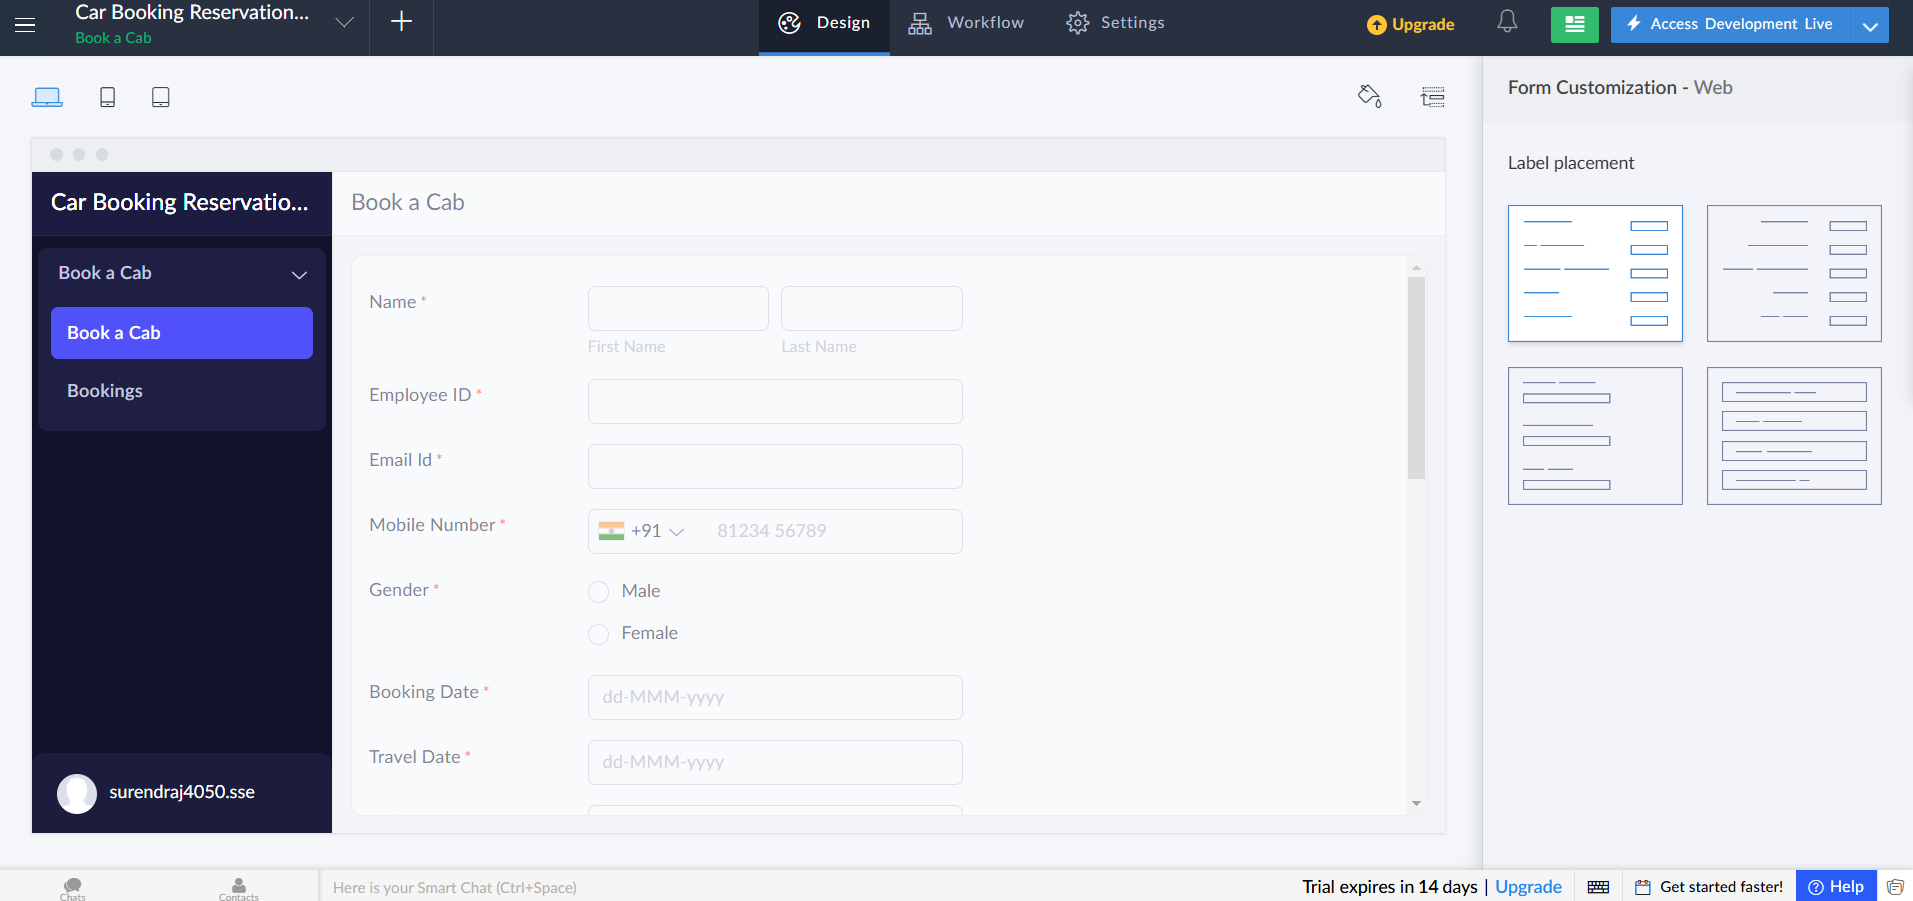 Car Booking Reservation...
Book a Cab
Design
Workflow
Settings
Upgrade
Access Development Live
Form Customization - Web
Label placement
Car Booking Reservatio...
Book a Cab
Book a Cab
Book a Cab
Bookings
surendraj4050.sse
Name *
First Name
Last Name
Employee ID *
Email Id *
Mobile Number *
+91
81234 56789
Gender *
Male
Female
Booking Date *
dd-MMM-yyyy
Travel Date *
dd-MMM-yyyy
Chats
Contacts
Here is your Smart Chat (Ctrl+Space)
Trial expires in 14 days | Upgrade
Get started faster!
Help